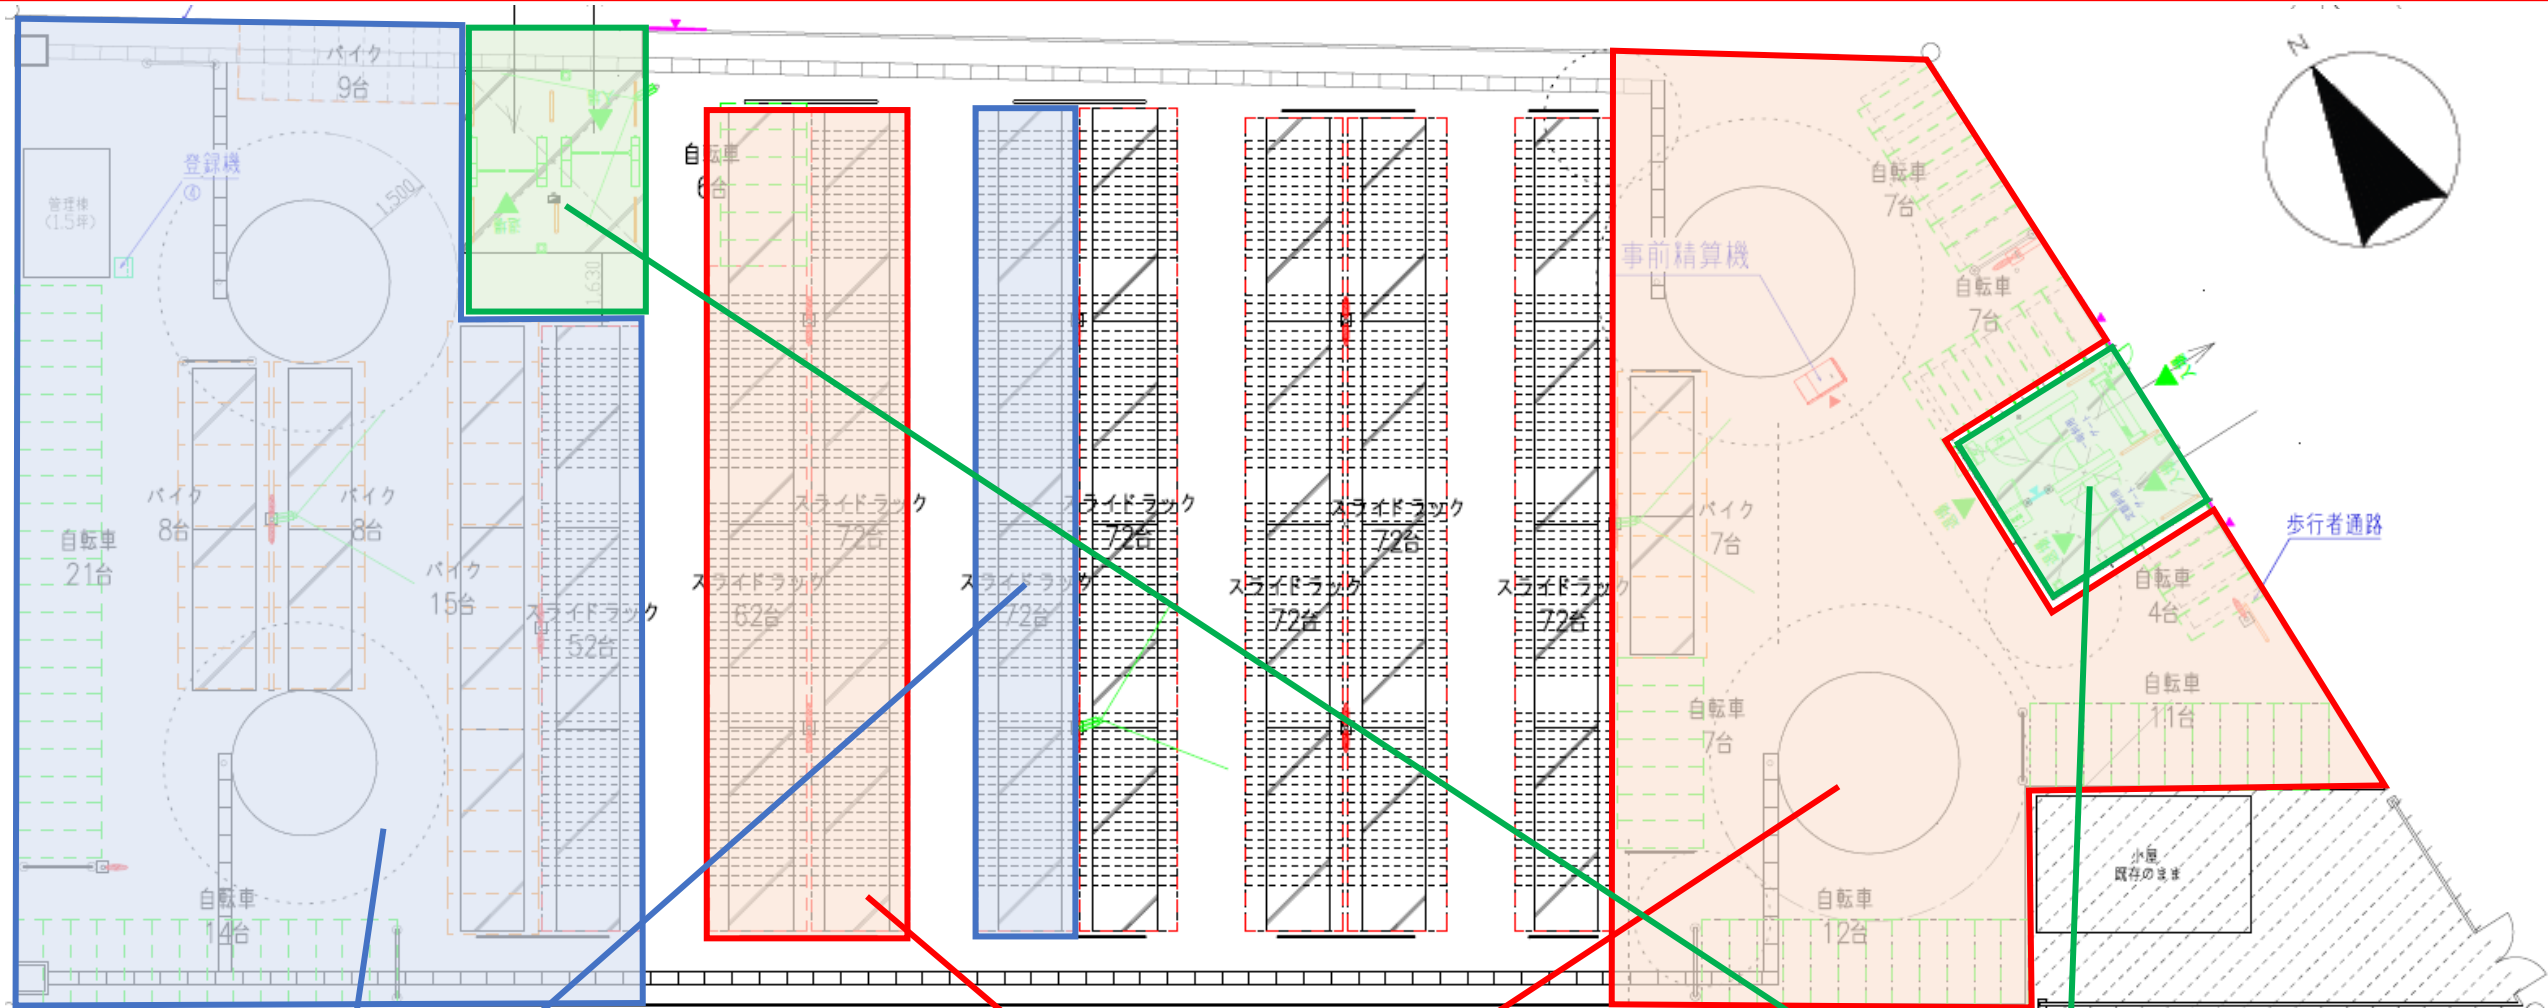 バイク
9台
登録機
④
管理棟
(1.5坪)
1,500
バイク
8台
バイク
8台
自転車
21台
バイク
15台
スライドラック
52台
自転車
14台
1,630
自転車
6台
スライドラック
72台
スライドラック
62台
スライドラック
72台
スライドラック
72台
スライドラック
72台
スライドラック
72台
スライドラック
72台
事前精算機
自転車
7台
自転車
7台
バイク
7台
自転車
7台
自転車
4台
自転車
11台
自転車
12台
歩行者通路
小屋
既存のまま
N